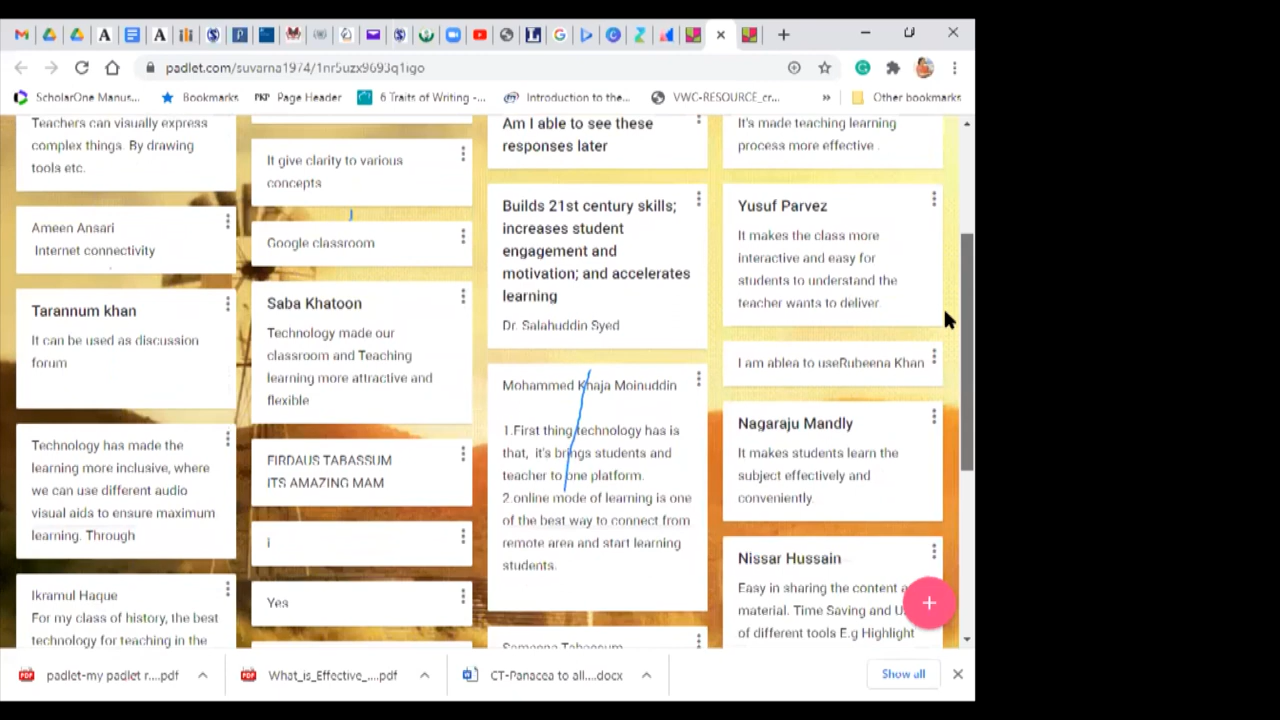 padlet.com/suvarna1974/1nr5uzx9693q1igo
ScholarOne Manus...
Bookmarks
PKP Page Header
6 Traits of Writing -...
Introduction to the...
VWC-RESOURCE_cr...
»
Other bookmarks
Teachers can visually express
complex things By drawing
tools etc.
Ameen Ansari
Internet connectivity
Tarannum khan
It can be used as discussion
forum
Technology has made the
learning more inclusive, where
we can use different audio
visual aids to ensure maximum
learning. Through
Ikramul Haque
For my class of history, the best
technology for teaching in the
It give clarity to various
concepts
Google classroom
Saba Khatoon
Technology made our
classroom and Teaching
learning more attractive and
flexible
FIRDAUS TABASSUM
ITS AMAZING MAM
i
Yes
Am I able to see these
responses later
Builds 21st century skills;
increases student
engagement and
motivation; and accelerates
learning
Dr. Salahuddin Syed
Mohammed Khaja Moinuddin
1.First thing technology has is
that, it's brings students and
teacher to one platform.
2.online mode of learning is one
of the best way to connect from
remote area and start learning
students.
It's made teaching learning
process more effective .
Yusuf Parvez
It makes the class more
interactive and easy for
students to understand the
teacher wants to deliver.
I am ablea to useRubeena Khan
Nagaraju Mandly
It makes students learn the
subject effectively and
conveniently.
Nissar Hussain
Easy in sharing the content a
material. Time Saving and U
of different tools E.g Highlight
padlet-my padlet r....pdf
What_is_Effective_....pdf
CT-Panacea to all....docx
Show all